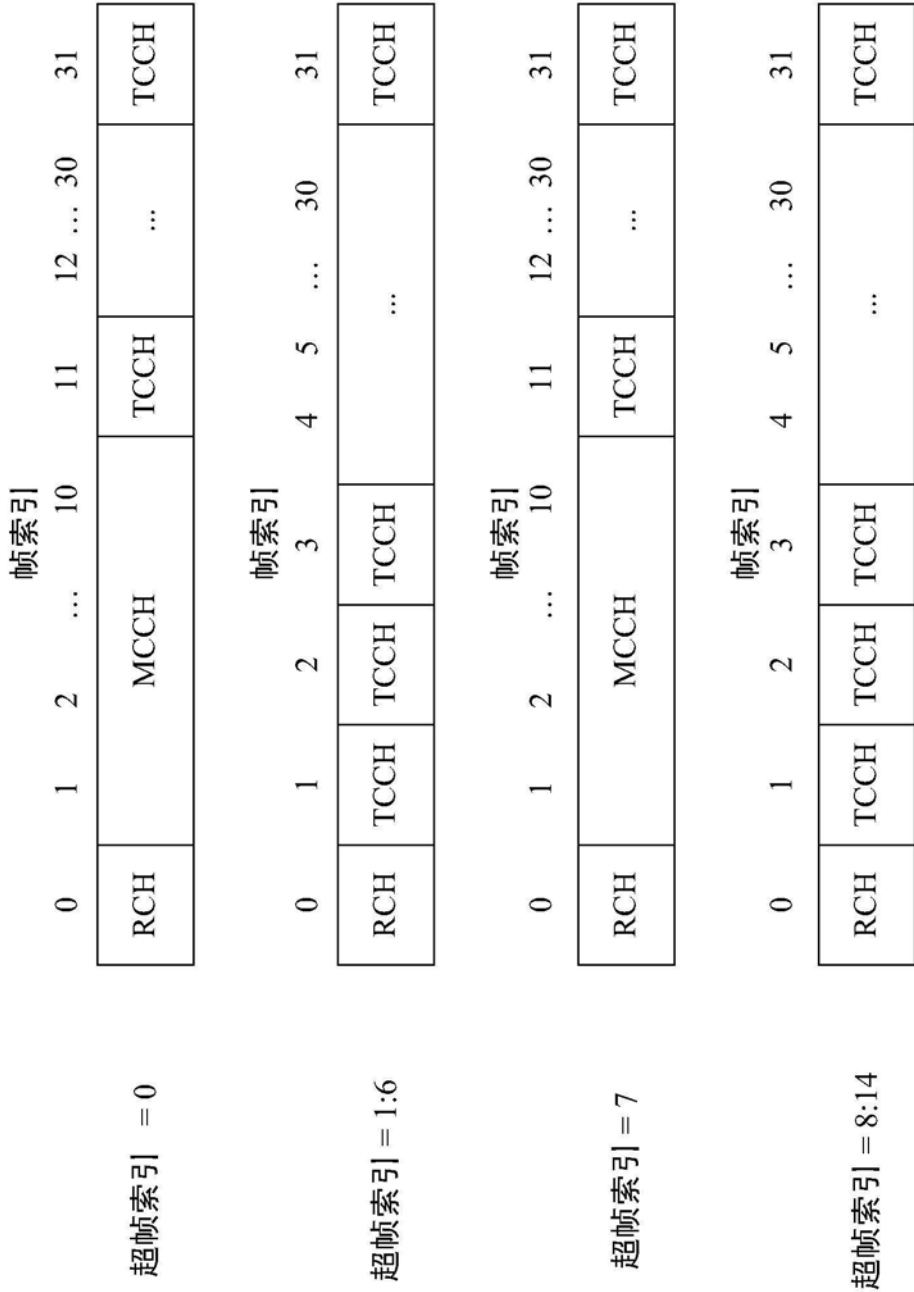 帧索引
0 1 2 … 10 11 12 … 30 31
超帧索引 = 0 RCH MCCH TCCH ... TCCH
帧索引
0 1 2 3 4 5 … 30 31
超帧索引 = 1:6 RCH TCCH TCCH TCCH ... TCCH
帧索引
0 1 2 … 10 11 12 … 30 31
超帧索引 = 7 RCH MCCH TCCH ... TCCH
帧索引
0 1 2 3 4 5 … 30 31
超帧索引 = 8:14 RCH TCCH TCCH TCCH ... TCCH